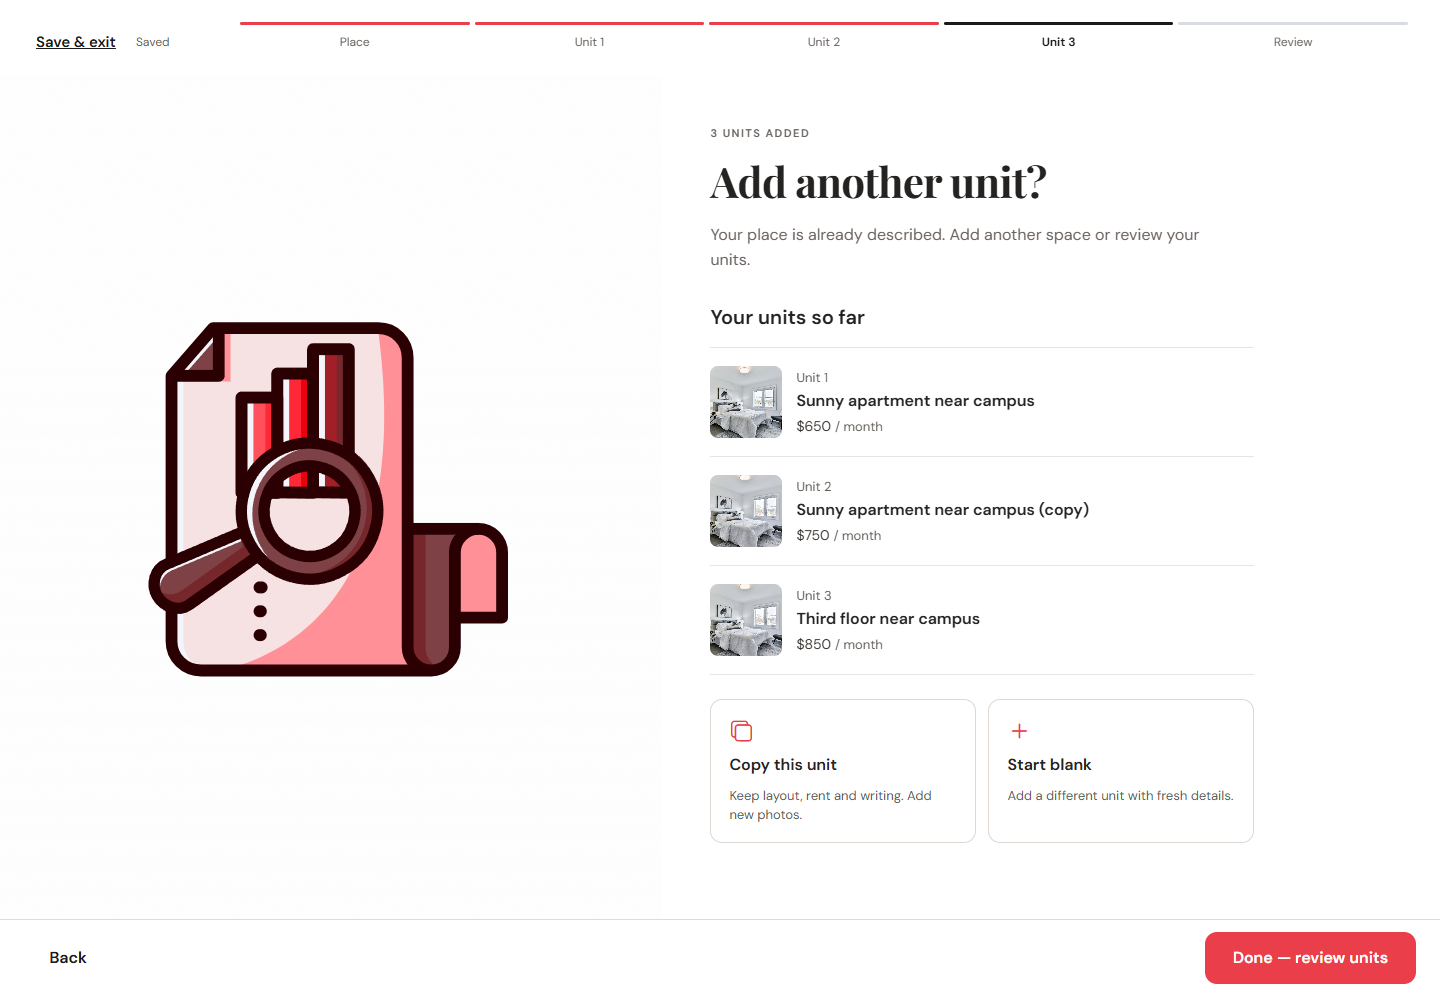 Save & exit
Saved
Place
Unit 1
Unit 2
Unit 3
Review
3 UNITS ADDED
Add another unit?
Your place is already described. Add another space or review your
units.
Your units so far
Unit 1
Sunny apartment near campus
$650 / month
Unit 2
Sunny apartment near campus (copy)
$750 / month
Unit 3
Third floor near campus
$850 / month
Copy this unit
Keep layout, rent and writing. Add
new photos.
Start blank
Add a different unit with fresh details.
Back
Done — review units